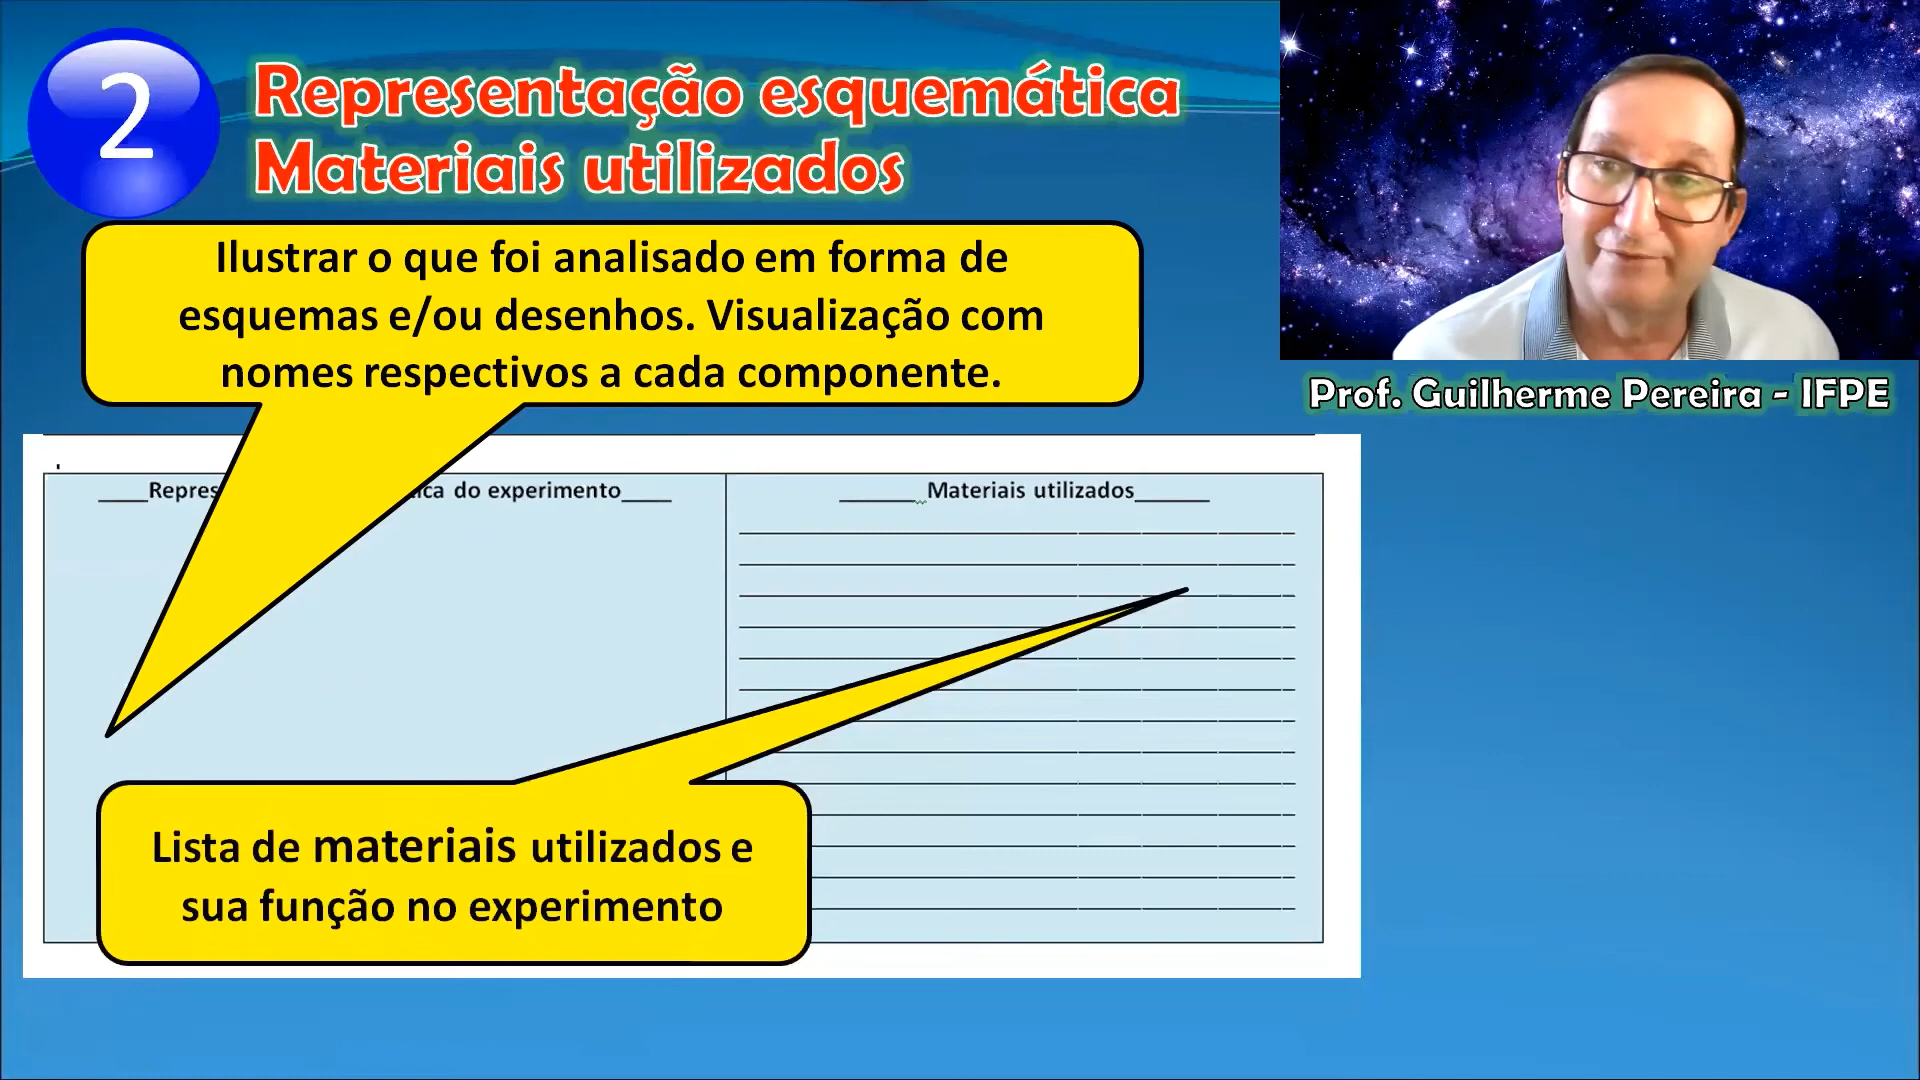 2
Representação esquemática
Materiais utilizados
Ilustrar o que foi analisado em forma de
esquemas e/ou desenhos. Visualização com
nomes respectivos a cada componente.
Prof. Guilherme Pereira - IFPE
____Repres ica do experimento____
______Materiais utilizados______
Lista de materiais utilizados e
sua função no experimento